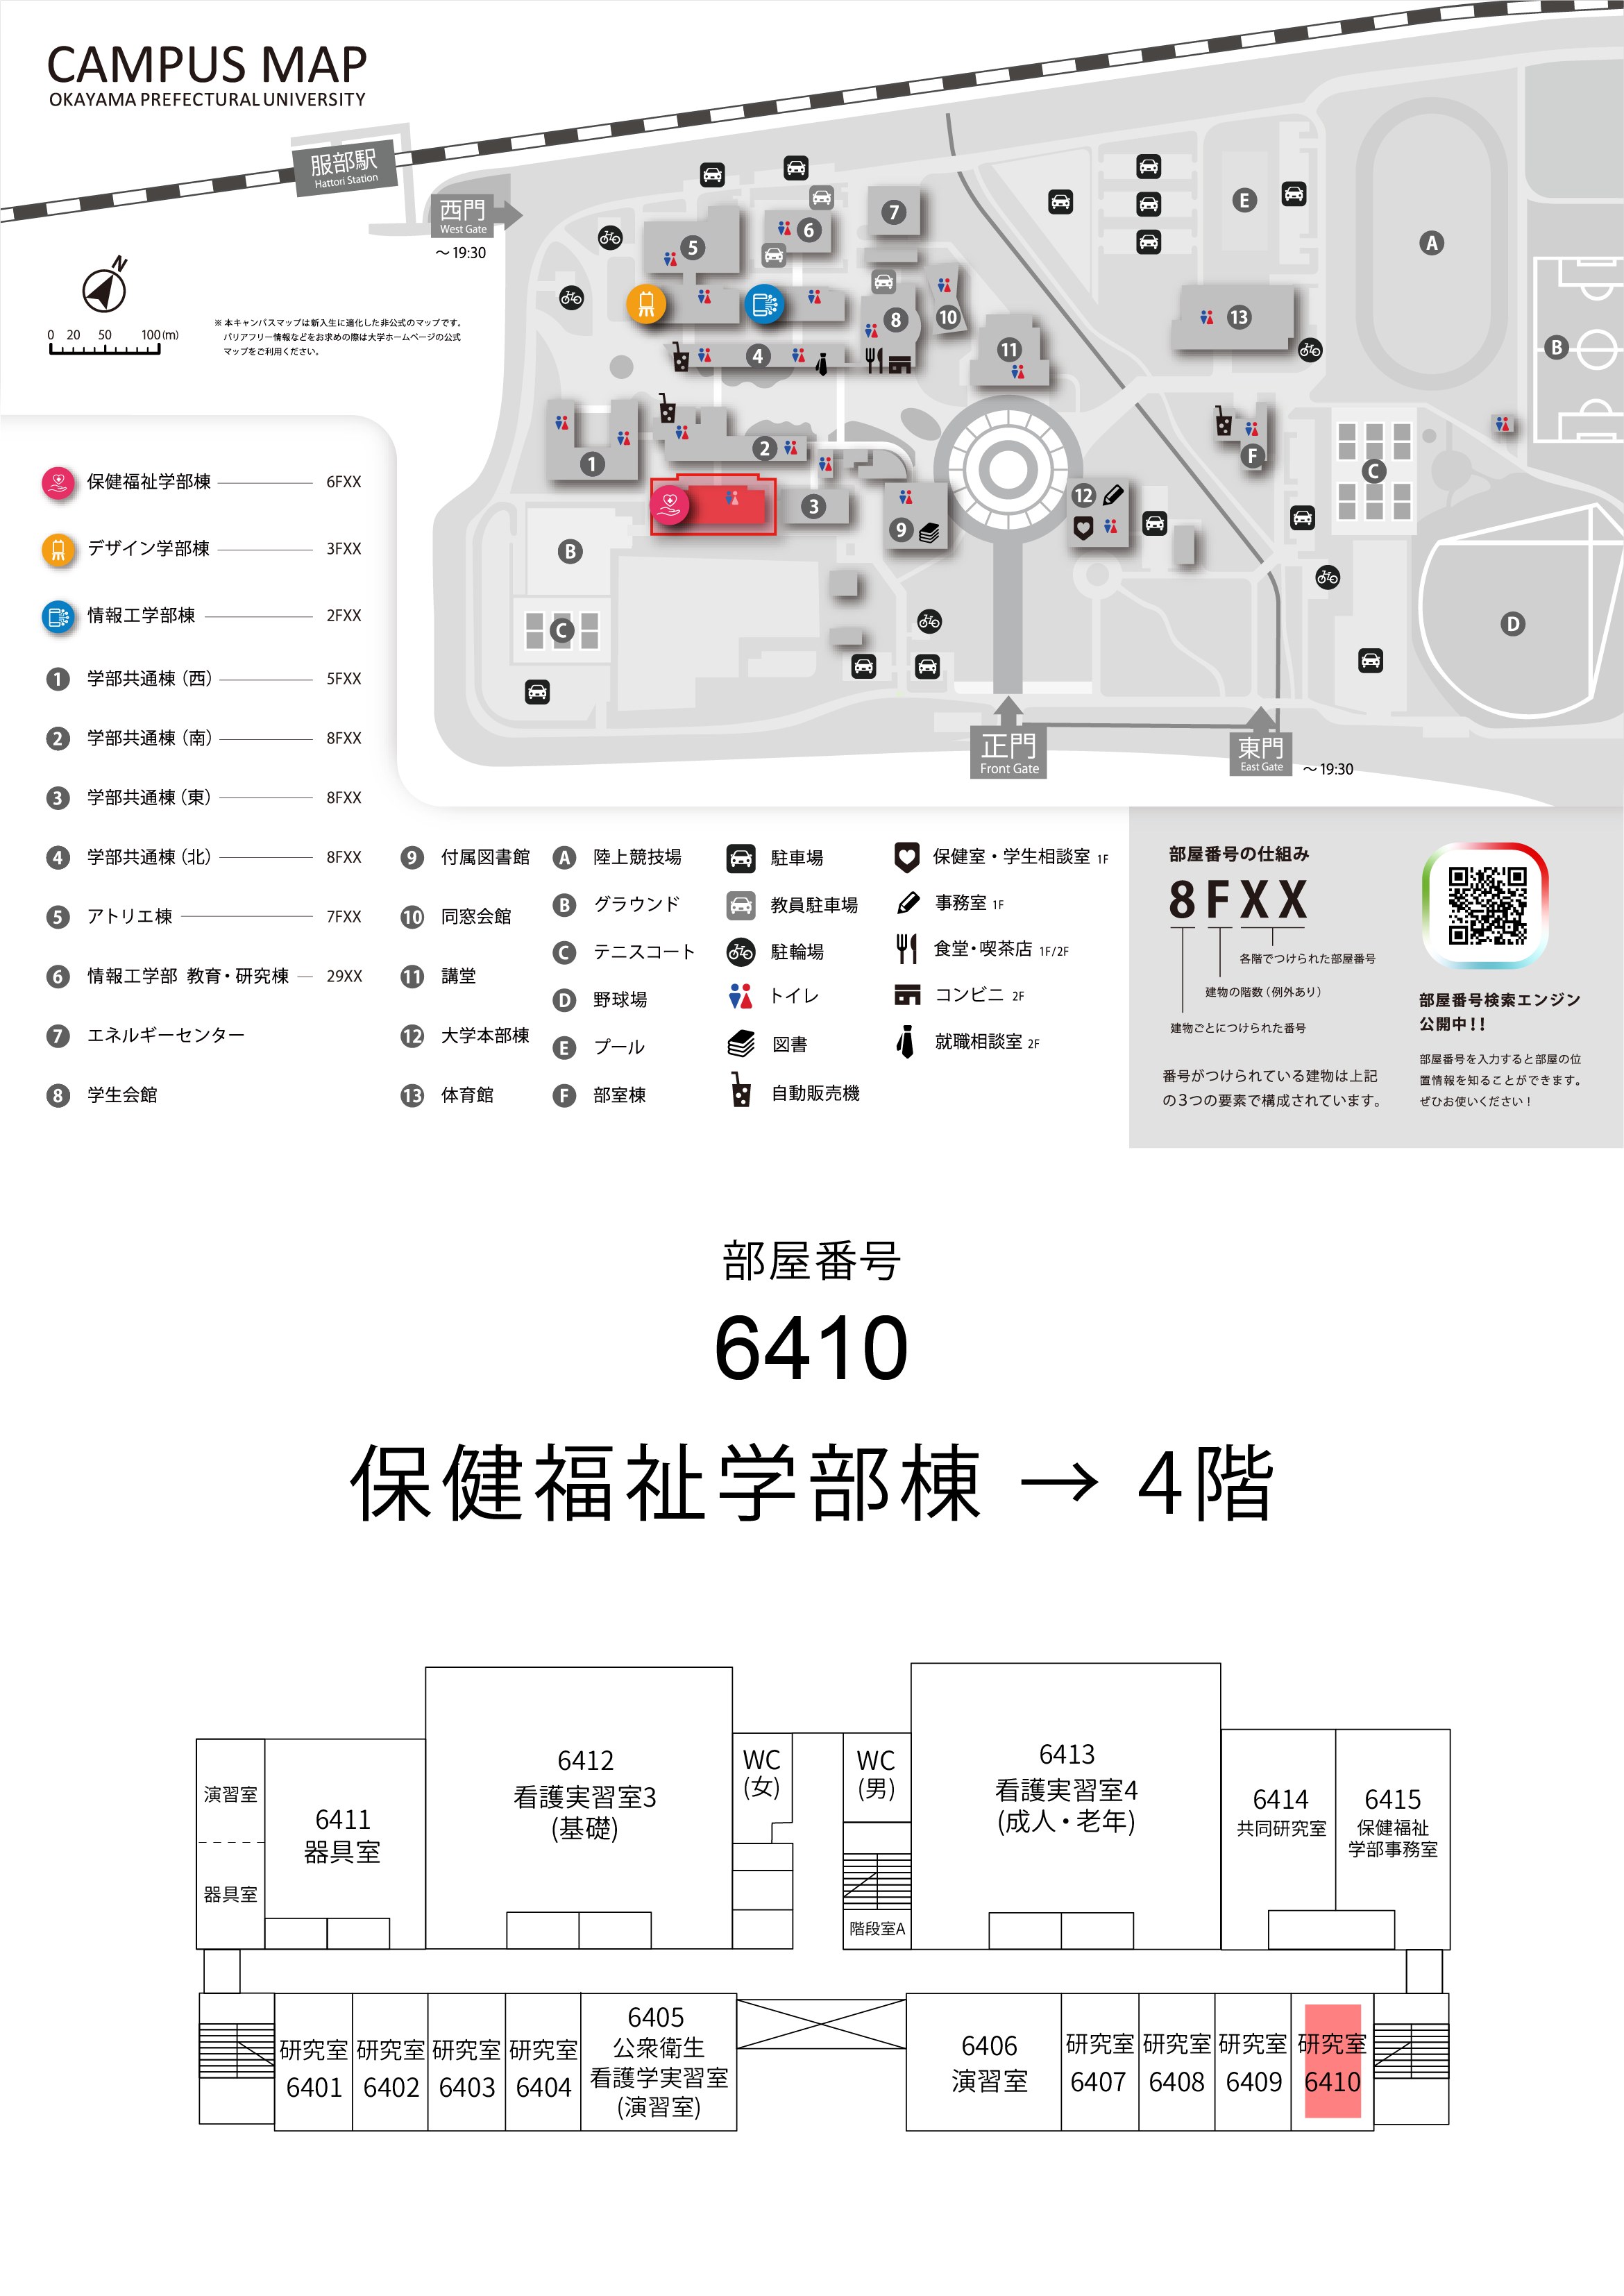 CAMPUS MAP
OKAYAMA PREFECTURAL UNIVERSITY
服部駅
Hattori Station
西門
West Gate
～19:30
N
0 20 50 100(m)
※ 本キャンパスマップは新入生に適化した非公式のマップです。
バリアフリー情報などをお求めの際は大学ホームページの公式
マップをご利用ください。
5
6
7
8
10
4
11
13
E
A
B
1
2
3
9
12
F
C
B
C
D
正門
Front Gate
東門
East Gate
～19:30
保健福祉学部棟 6FXX
デザイン学部棟 3FXX
情報工学部棟 2FXX
1 学部共通棟（西） 5FXX
2 学部共通棟（南） 8FXX
3 学部共通棟（東） 8FXX
4 学部共通棟（北） 8FXX
5 アトリエ棟 7FXX
6 情報工学部 教育・研究棟 29XX
7 エネルギーセンター
8 学生会館
9 付属図書館
10 同窓会館
11 講堂
12 大学本部棟
13 体育館
A 陸上競技場
B グラウンド
C テニスコート
D 野球場
E プール
F 部室棟
駐車場
教員駐車場
駐輪場
トイレ
図書
自動販売機
保健室・学生相談室 1F
事務室 1F
食堂・喫茶店 1F/2F
コンビニ 2F
就職相談室 2F
部屋番号の仕組み
8FXX
各階でつけられた部屋番号
建物の階数（例外あり）
建物ごとにつけられた番号
番号がつけられている建物は上記
の3つの要素で構成されています。
部屋番号検索エンジン
公開中！！
部屋番号を入力すると部屋の位
置情報を知ることができます。
ぜひお使いください！
部屋番号
6410
保健福祉学部棟 → 4階
演習室
器具室
6411
器具室
6412
看護実習室3
(基礎)
WC
(女)
WC
(男)
階段室A
6413
看護実習室4
(成人・老年)
6414
共同研究室
6415
保健福祉
学部事務室
研究室
6401
研究室
6402
研究室
6403
研究室
6404
6405
公衆衛生
看護学実習室
(演習室)
6406
演習室
研究室
6407
研究室
6408
研究室
6409
研究室
6410